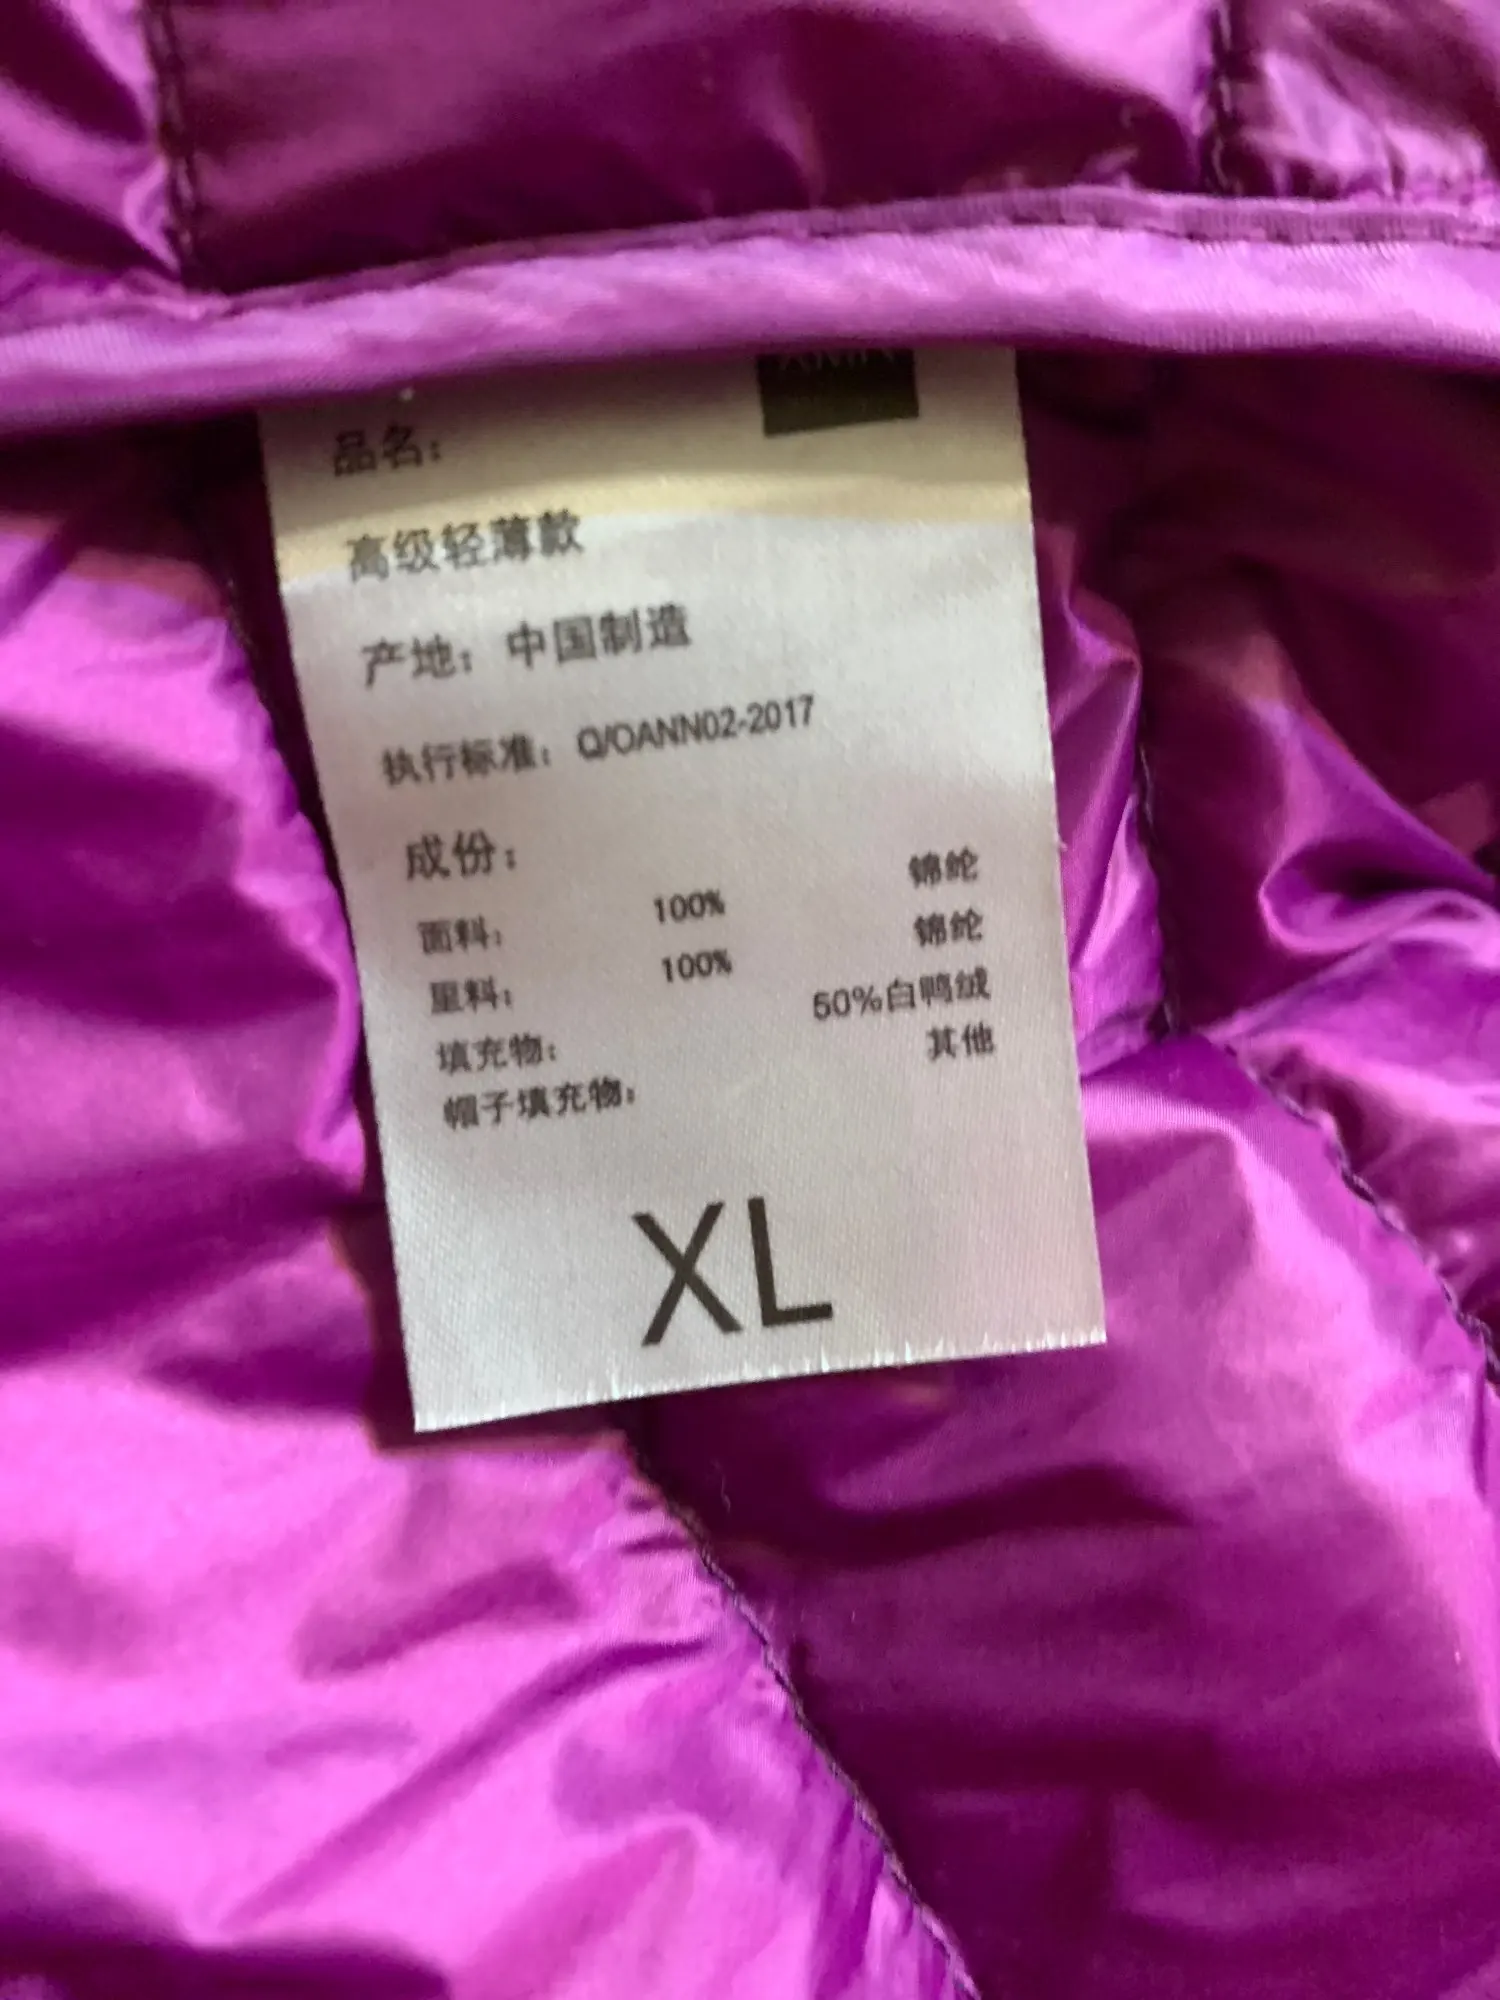 品名：
高级轻薄款
产地：中国制造
执行标准：Q/OANN02-2017
成份：
面料： 100% 锦纶
里料： 100% 锦纶
填充物： 50%白鸭绒
帽子填充物： 其他
XL